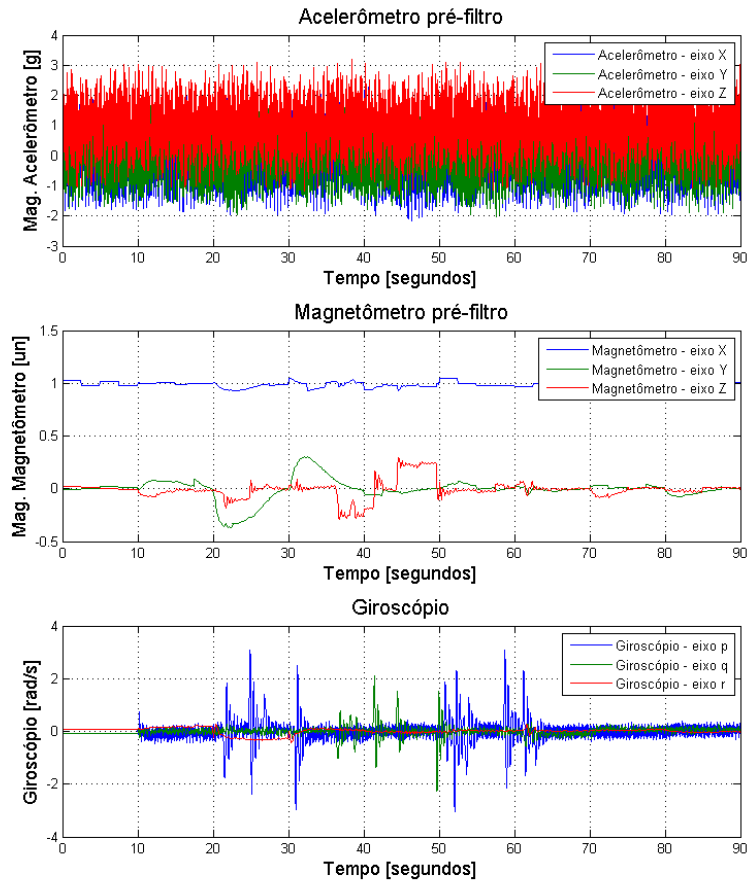 Acelerômetro pré-filtro
Mag. Acelerômetro [g]
4
3
2
1
0
-1
-2
-3
Acelerômetro - eixo X
Acelerômetro - eixo Y
Acelerômetro - eixo Z
0 10 20 30 40 50 60 70 80 90
Tempo [segundos]
Magnetômetro pré-filtro
Mag. Magnetômetro [un]
1.5
1
0.5
0
-0.5
Magnetômetro - eixo X
Magnetômetro - eixo Y
Magnetômetro - eixo Z
0 10 20 30 40 50 60 70 80 90
Tempo [segundos]
Giroscópio
Giroscópio [rad/s]
4
2
0
-2
-4
Giroscópio - eixo p
Giroscópio - eixo q
Giroscópio - eixo r
0 10 20 30 40 50 60 70 80 90
Tempo [segundos]